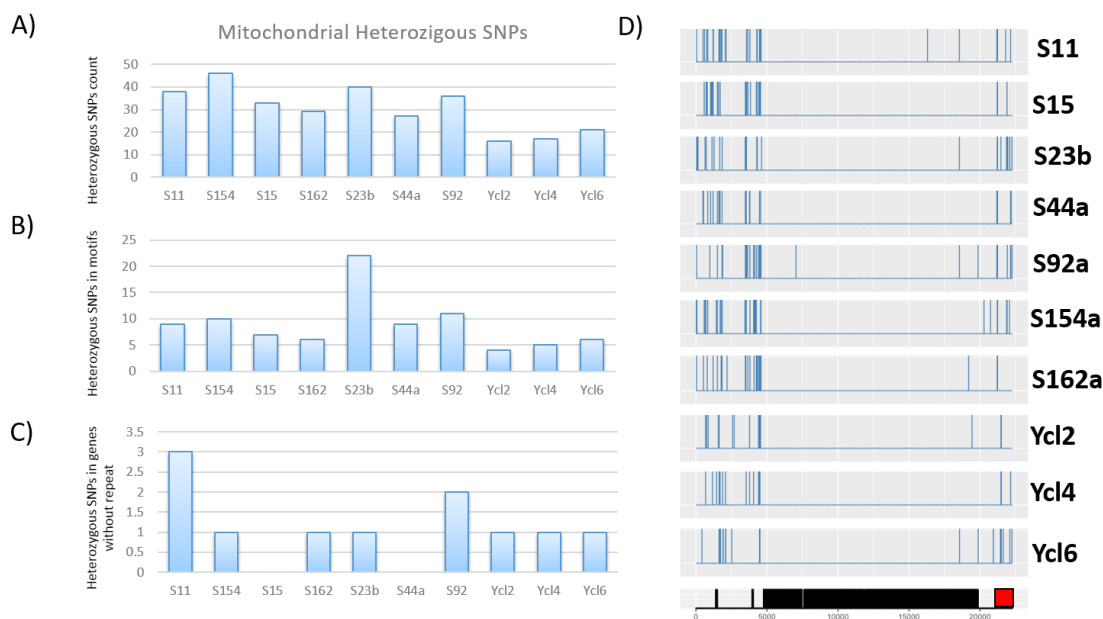 A)
Mitochondrial Heterozigous SNPs
Heterozygous SNPs count
50
40
30
20
10
0
S11 S154 S15 S162 S23b S44a S92 Ycl2 Ycl4 Ycl6
B)
Heterozygous SNPs in motifs
25
20
15
10
5
0
S11 S154 S15 S162 S23b S44a S92 Ycl2 Ycl4 Ycl6
C)
Heterozygous SNPs in genes
without repeat
3.5
3
2.5
2
1.5
1
0.5
0
S11 S154 S15 S162 S23b S44a S92 Ycl2 Ycl4 Ycl6
D)
S11
S15
S23b
S44a
S92a
S154a
S162a
Ycl2
Ycl4
Ycl6
0 5000 10000 15000 20000